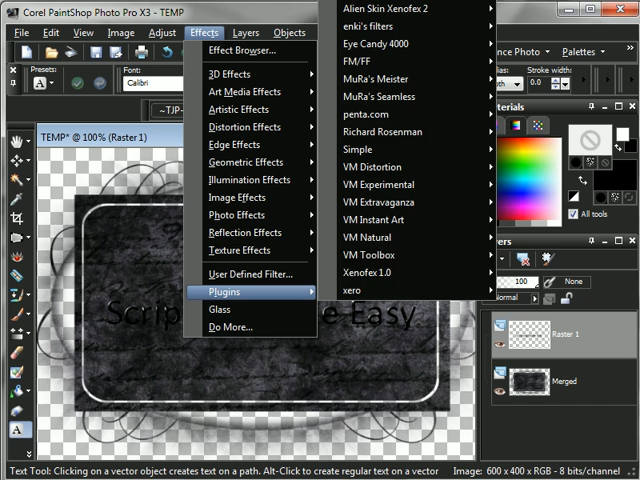 Corel PaintShop Photo Pro X3 - TEMP
File Edit View Image Adjust Effects Layers Objects
Presets: Font:
A Calibri
Stroke width:
0.0
nce Photo Palettes
~TJP-
TEMP* @ 100% (Raster 1)
Effect Browser...
3D Effects
Art Media Effects
Artistic Effects
Distortion Effects
Edge Effects
Geometric Effects
Illumination Effects
Image Effects
Photo Effects
Reflection Effects
Texture Effects
User Defined Filter...
Plugins
Glass
Do More...
Alien Skin Xenofex 2
enki's filters
Eye Candy 4000
FM/FF
MuRa's Meister
MuRa's Seamless
penta.com
Richard Rosenman
Simple
VM Distortion
VM Experimental
VM Extravaganza
VM Instant Art
VM Natural
VM Toolbox
Xenofex 1.0
xero
aterials
All tools
yers
100 None
Normal
Raster 1
Merged
Scrip e Easy
A
Text Tool: Clicking on a vector object creates text on a path. Alt-Click to create regular text on a vector
Image: 600 x 400 x RGB - 8 bits/channel